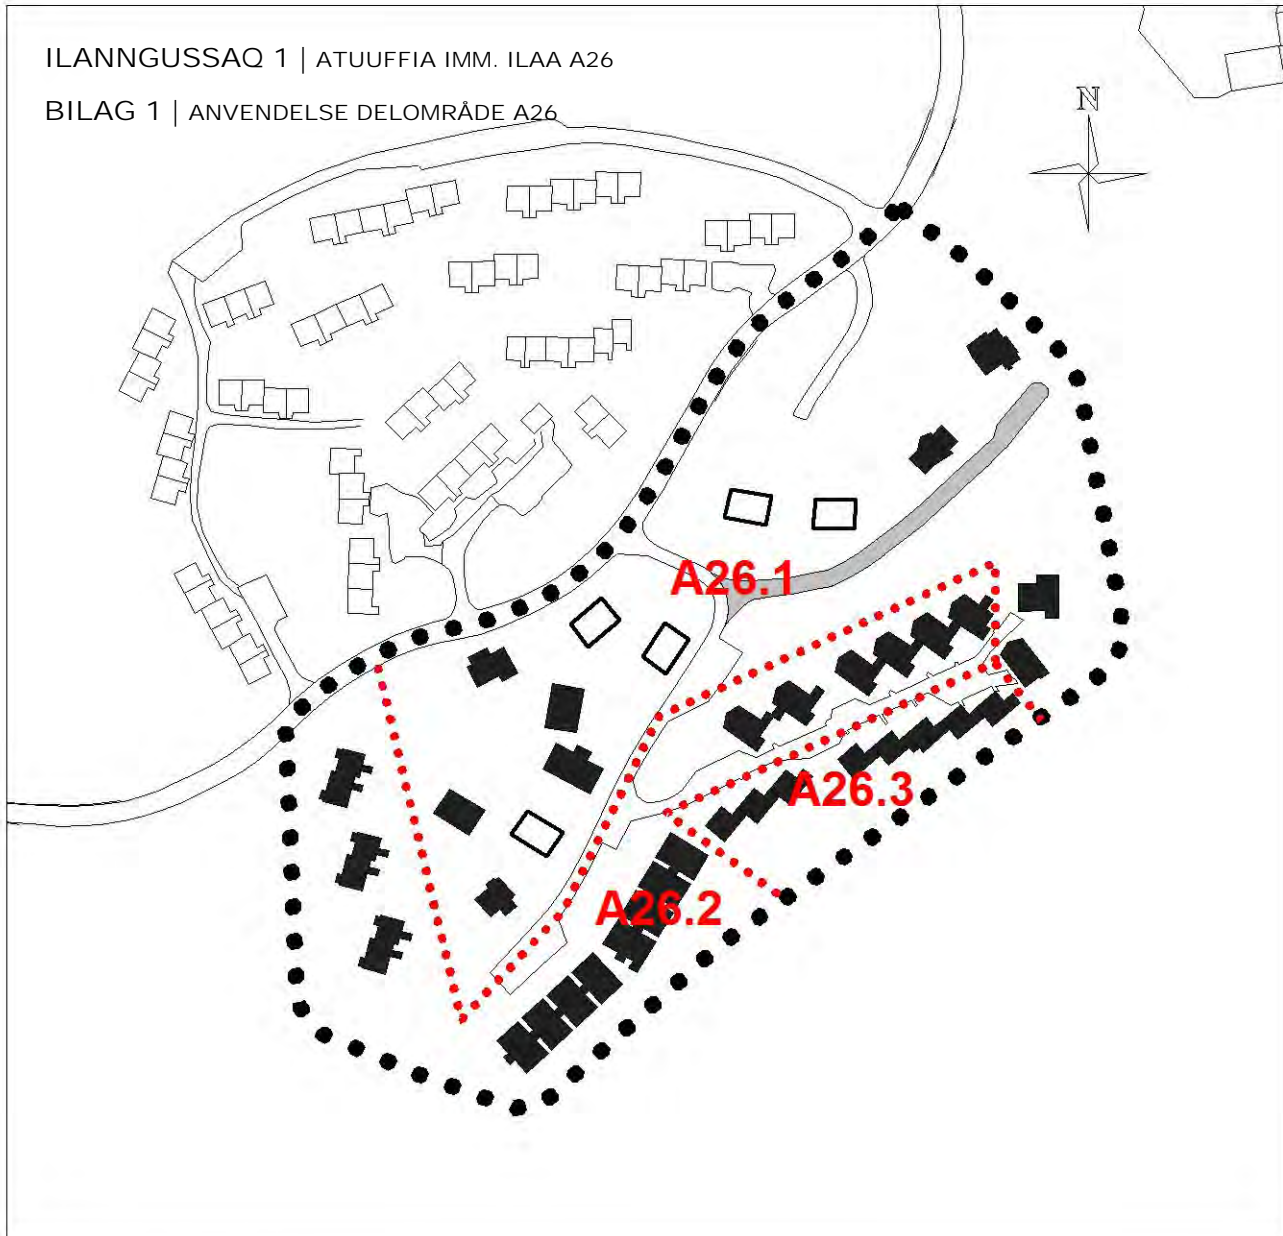 ILANNGUSSAQ 1 | ATUUFFIA IMM. ILAA A26
BILAG 1 | ANVENDELSE DELOMRÅDE A26
N
A26.1
A26.3
A26.2